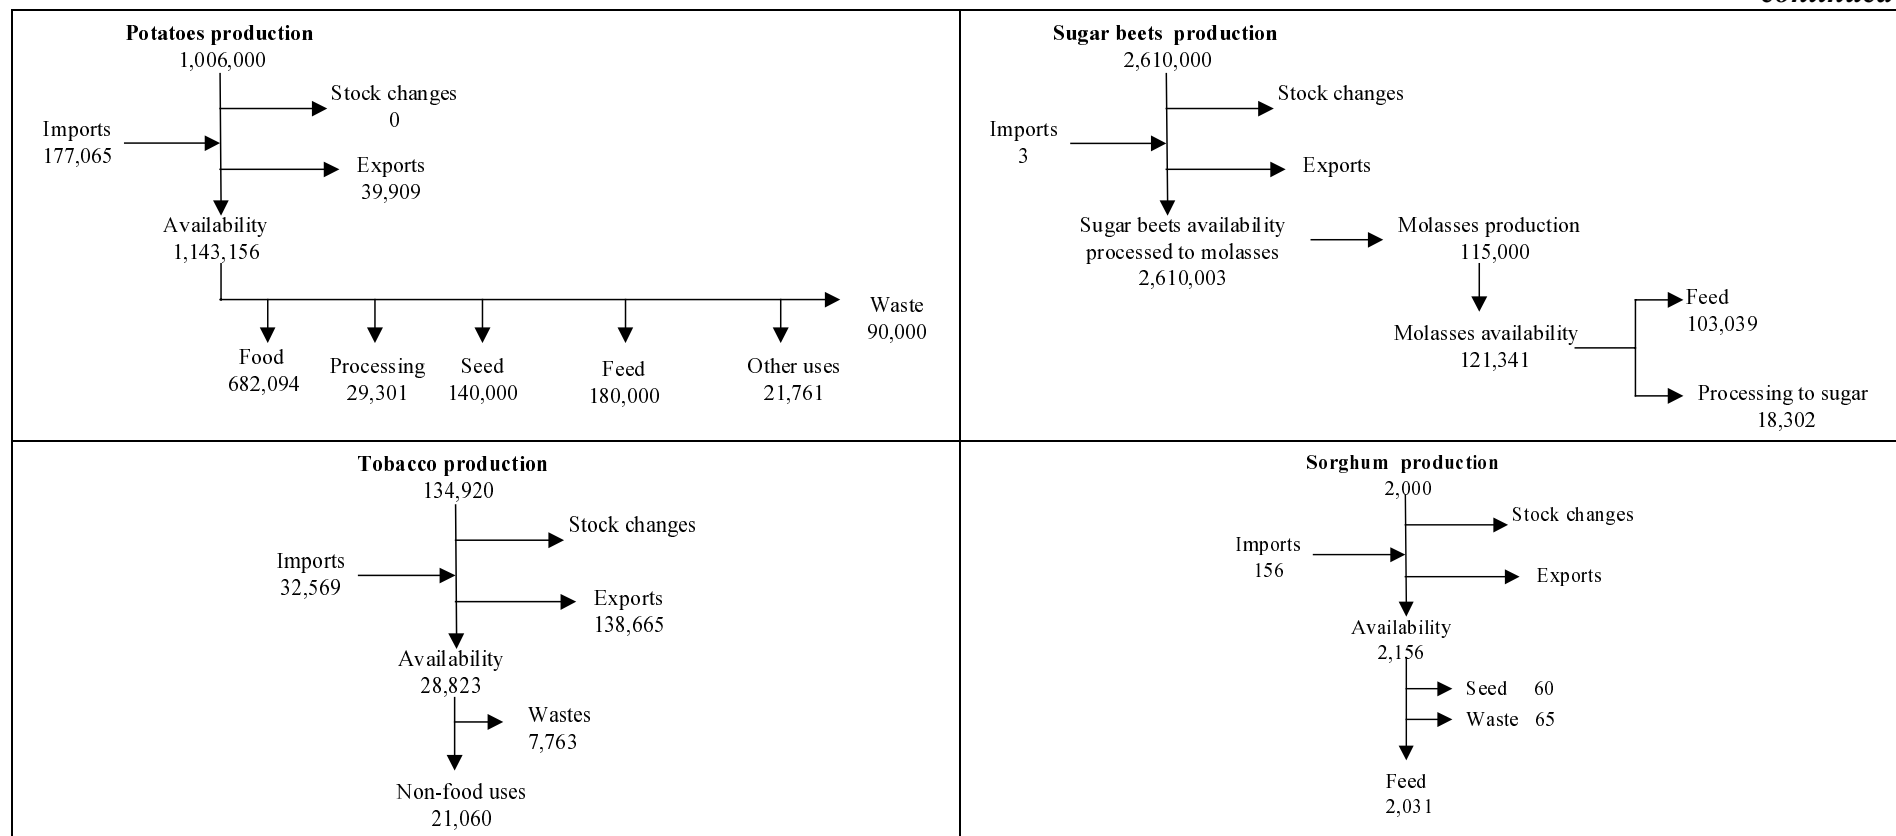 continued
Potatoes production
1,006,000
Stock changes
0
Imports
177,065
Exports
39,909
Availability
1,143,156
Waste
90,000
Food
682,094
Processing
29,301
Seed
140,000
Feed
180,000
Other uses
21,761
Sugar beets production
2,610,000
Stock changes
Imports
3
Exports
Sugar beets availability
processed to molasses
2,610,003
Molasses production
115,000
Feed
103,039
Molasses availability
121,341
Processing to sugar
18,302
Tobacco production
134,920
Stock changes
Imports
32,569
Exports
138,665
Availability
28,823
Wastes
7,763
Non-food uses
21,060
Sorghum production
2,000
Stock changes
Imports
156
Exports
Availability
2,156
Seed 60
Waste 65
Feed
2,031